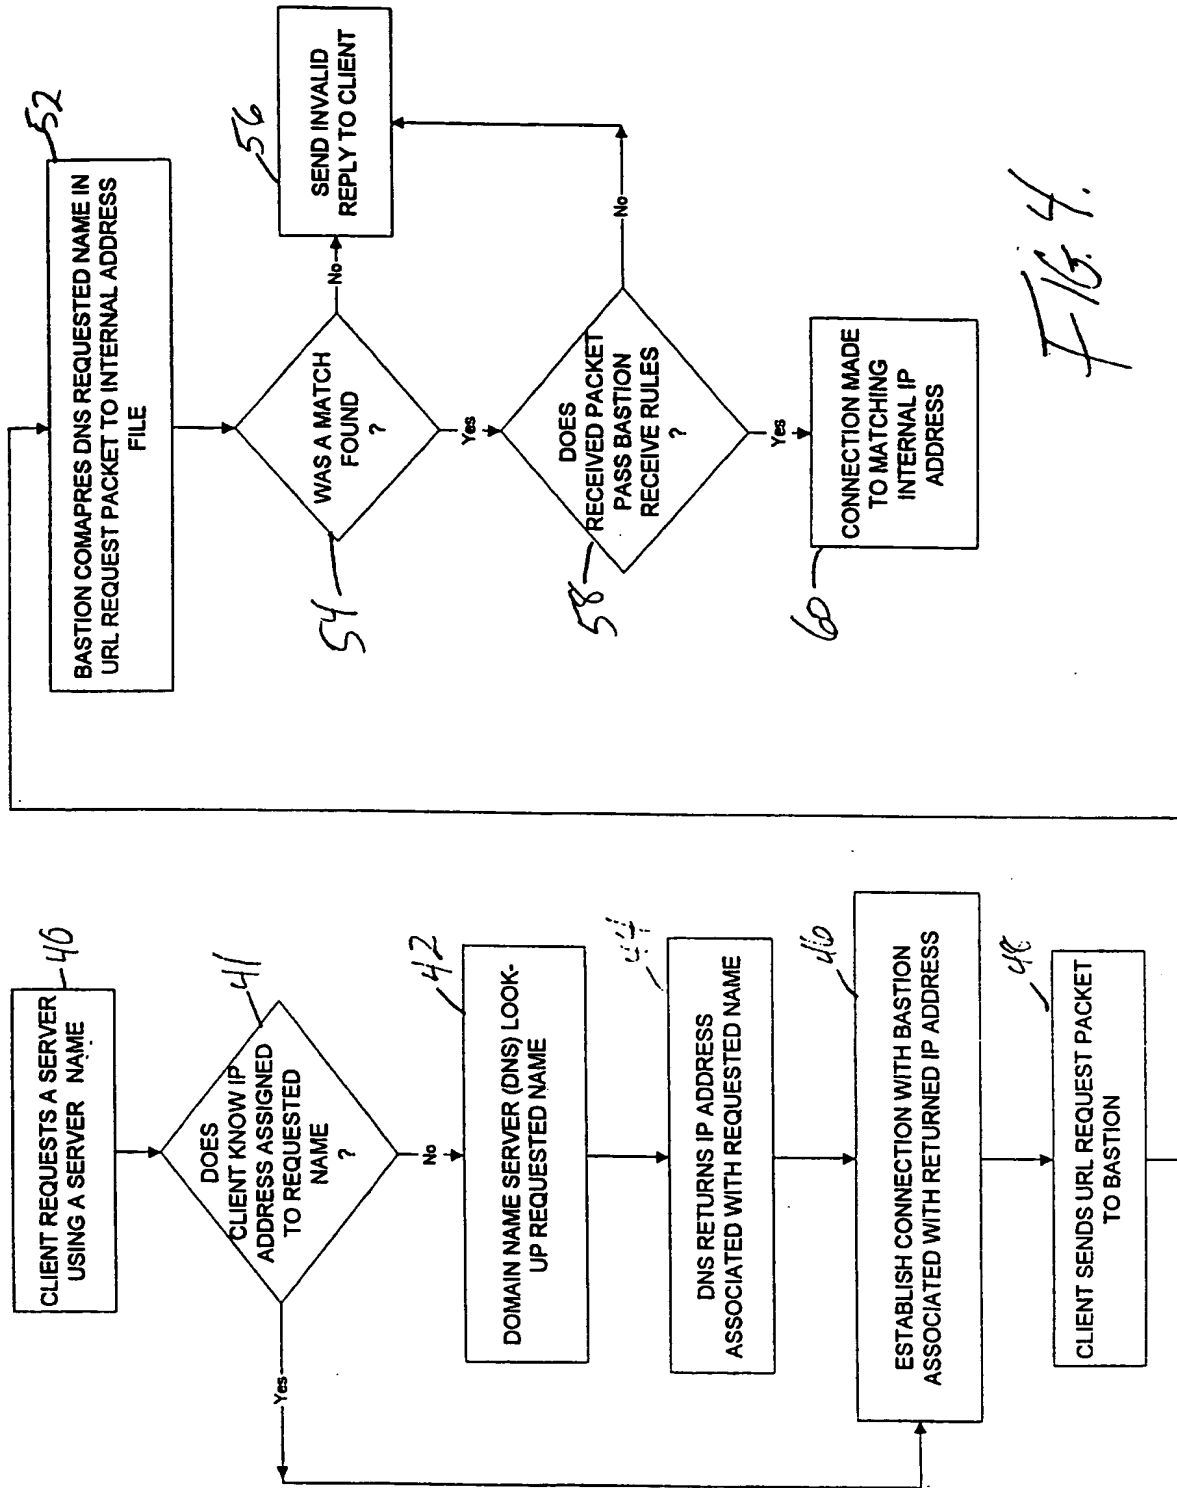 CLIENT REQUESTS A SERVER
USING A SERVER NAME
40
DOES
CLIENT KNOW IP
ADDRESS ASSIGNED
TO REQUESTED
NAME
?
41
Yes
No
DOMAIN NAME SERVER (DNS) LOOK-
UP REQUESTED NAME
42
DNS RETURNS IP ADDRESS
ASSOCIATED WITH REQUESTED NAME
44
ESTABLISH CONNECTION WITH BASTION
ASSOCIATED WITH RETURNED IP ADDRESS
46
CLIENT SENDS URL REQUEST PACKET
TO BASTION
48
BASTION COMAPRES DNS REQUESTED NAME IN
URL REQUEST PACKET TO INTERNAL ADDRESS
FILE
52
WAS A MATCH
FOUND
?
54
No
Yes
SEND INVALID
REPLY TO CLIENT
56
DOES
RECEIVED PACKET
PASS BASTION
RECEIVE RULES
?
58
No
Yes
CONNECTION MADE
TO MATCHING
INTERNAL IP
ADDRESS
60
FIG. 4.